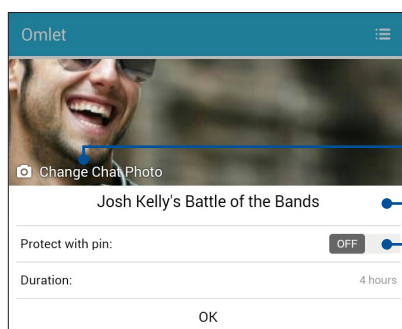 Omlet
Change Chat Photo
Josh Kelly's Battle of the Bands
Protect with pin:
OFF
Duration:
4 hours
OK